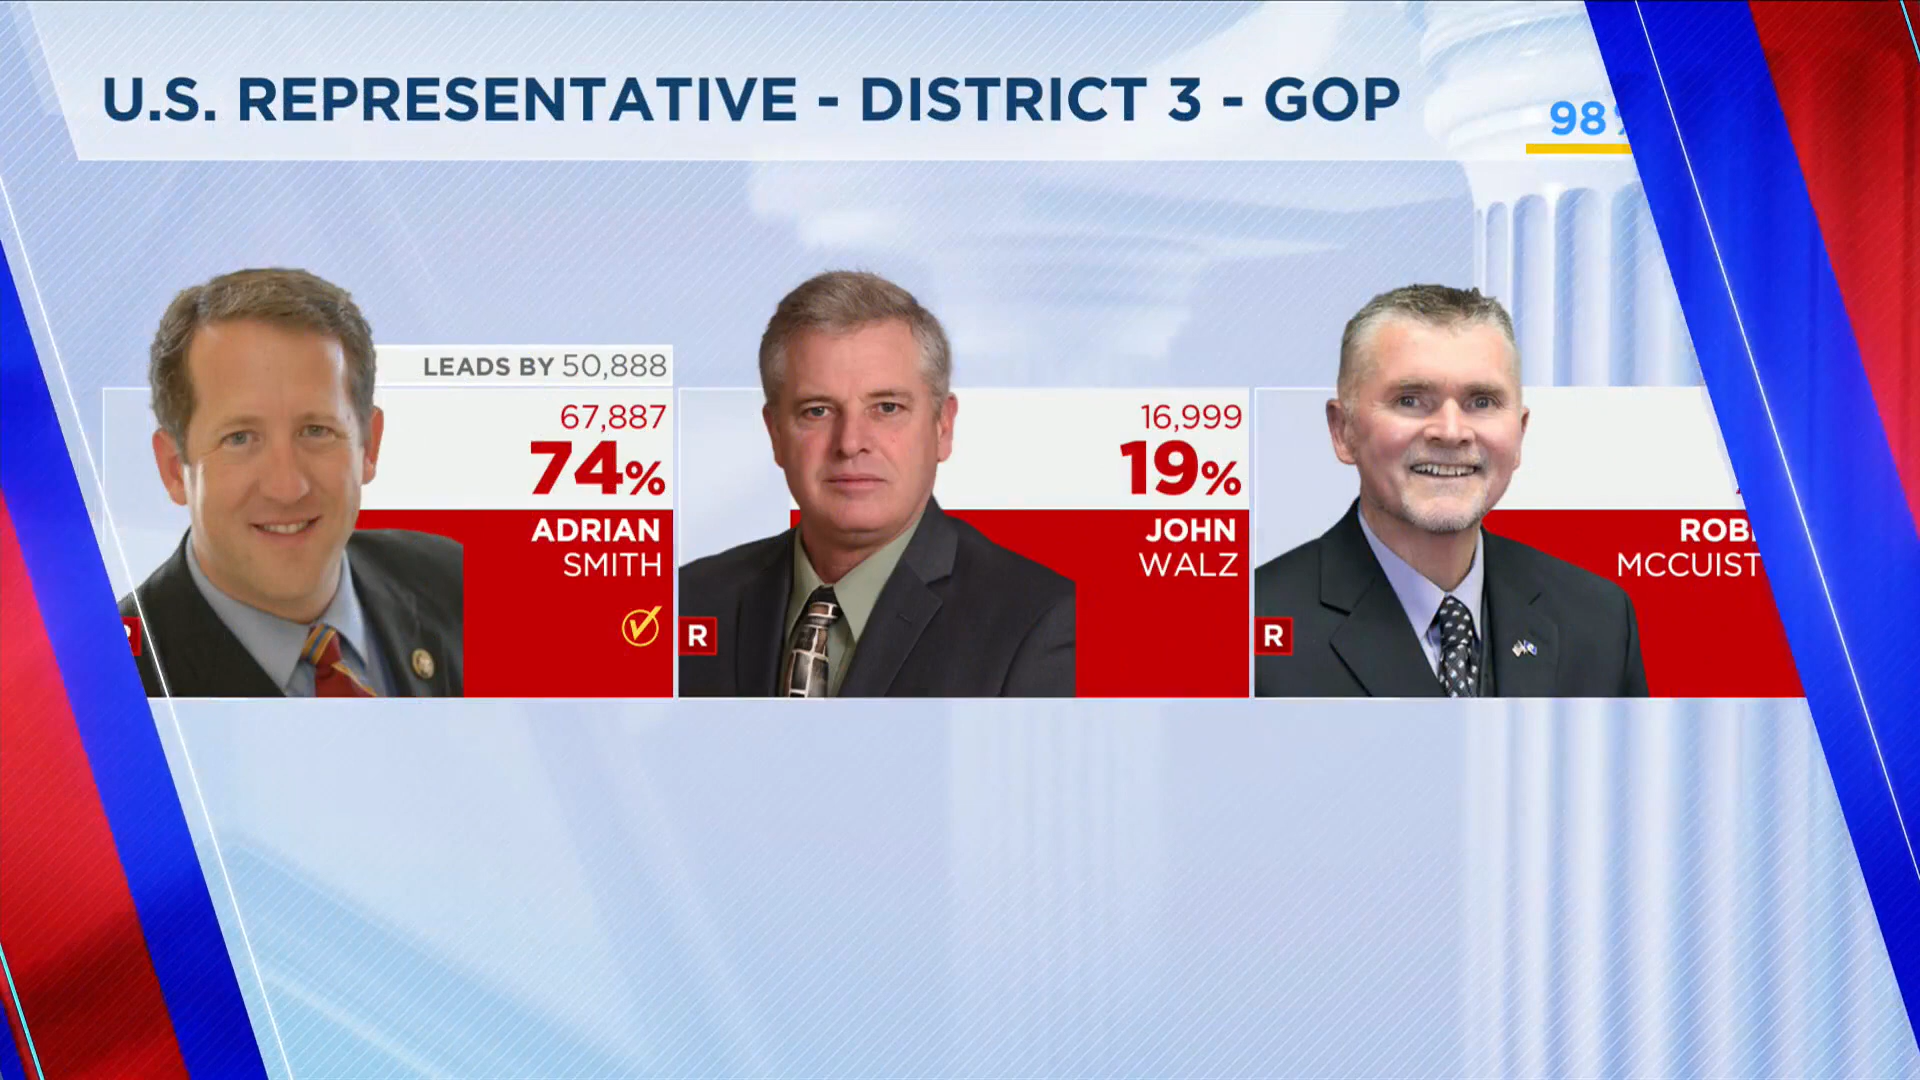 U.S. REPRESENTATIVE - DISTRICT 3 - GOP
98
LEADS BY 50,888
67,887
74%
ADRIAN
SMITH
16,999
19%
JOHN
WALZ
R
R